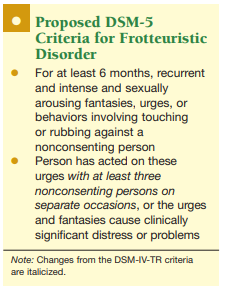 Proposed DSM-5
Criteria for Frotteuristic
Disorder
For at least 6 months, recurrent
and intense and sexually
arousing fantasies, urges, or
behaviors involving touching
or rubbing against a
nonconsenting person
Person has acted on these
urges with at least three
nonconsenting persons on
separate occasions, or the urges
and fantasies cause clinically
significant distress or problems
Note: Changes from the DSM-IV-TR criteria
are italicized.